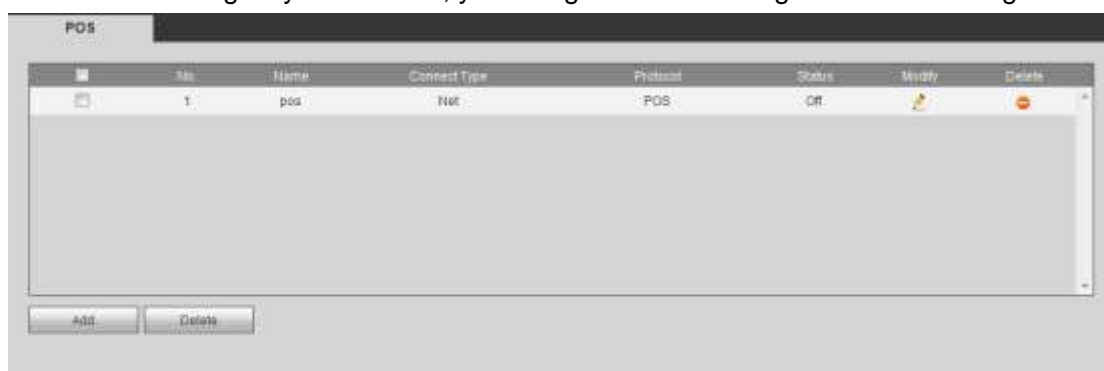 POS
No. Name Connect Type Protocol Status Modify Delete
1 pos Net POS Off
Add Delete